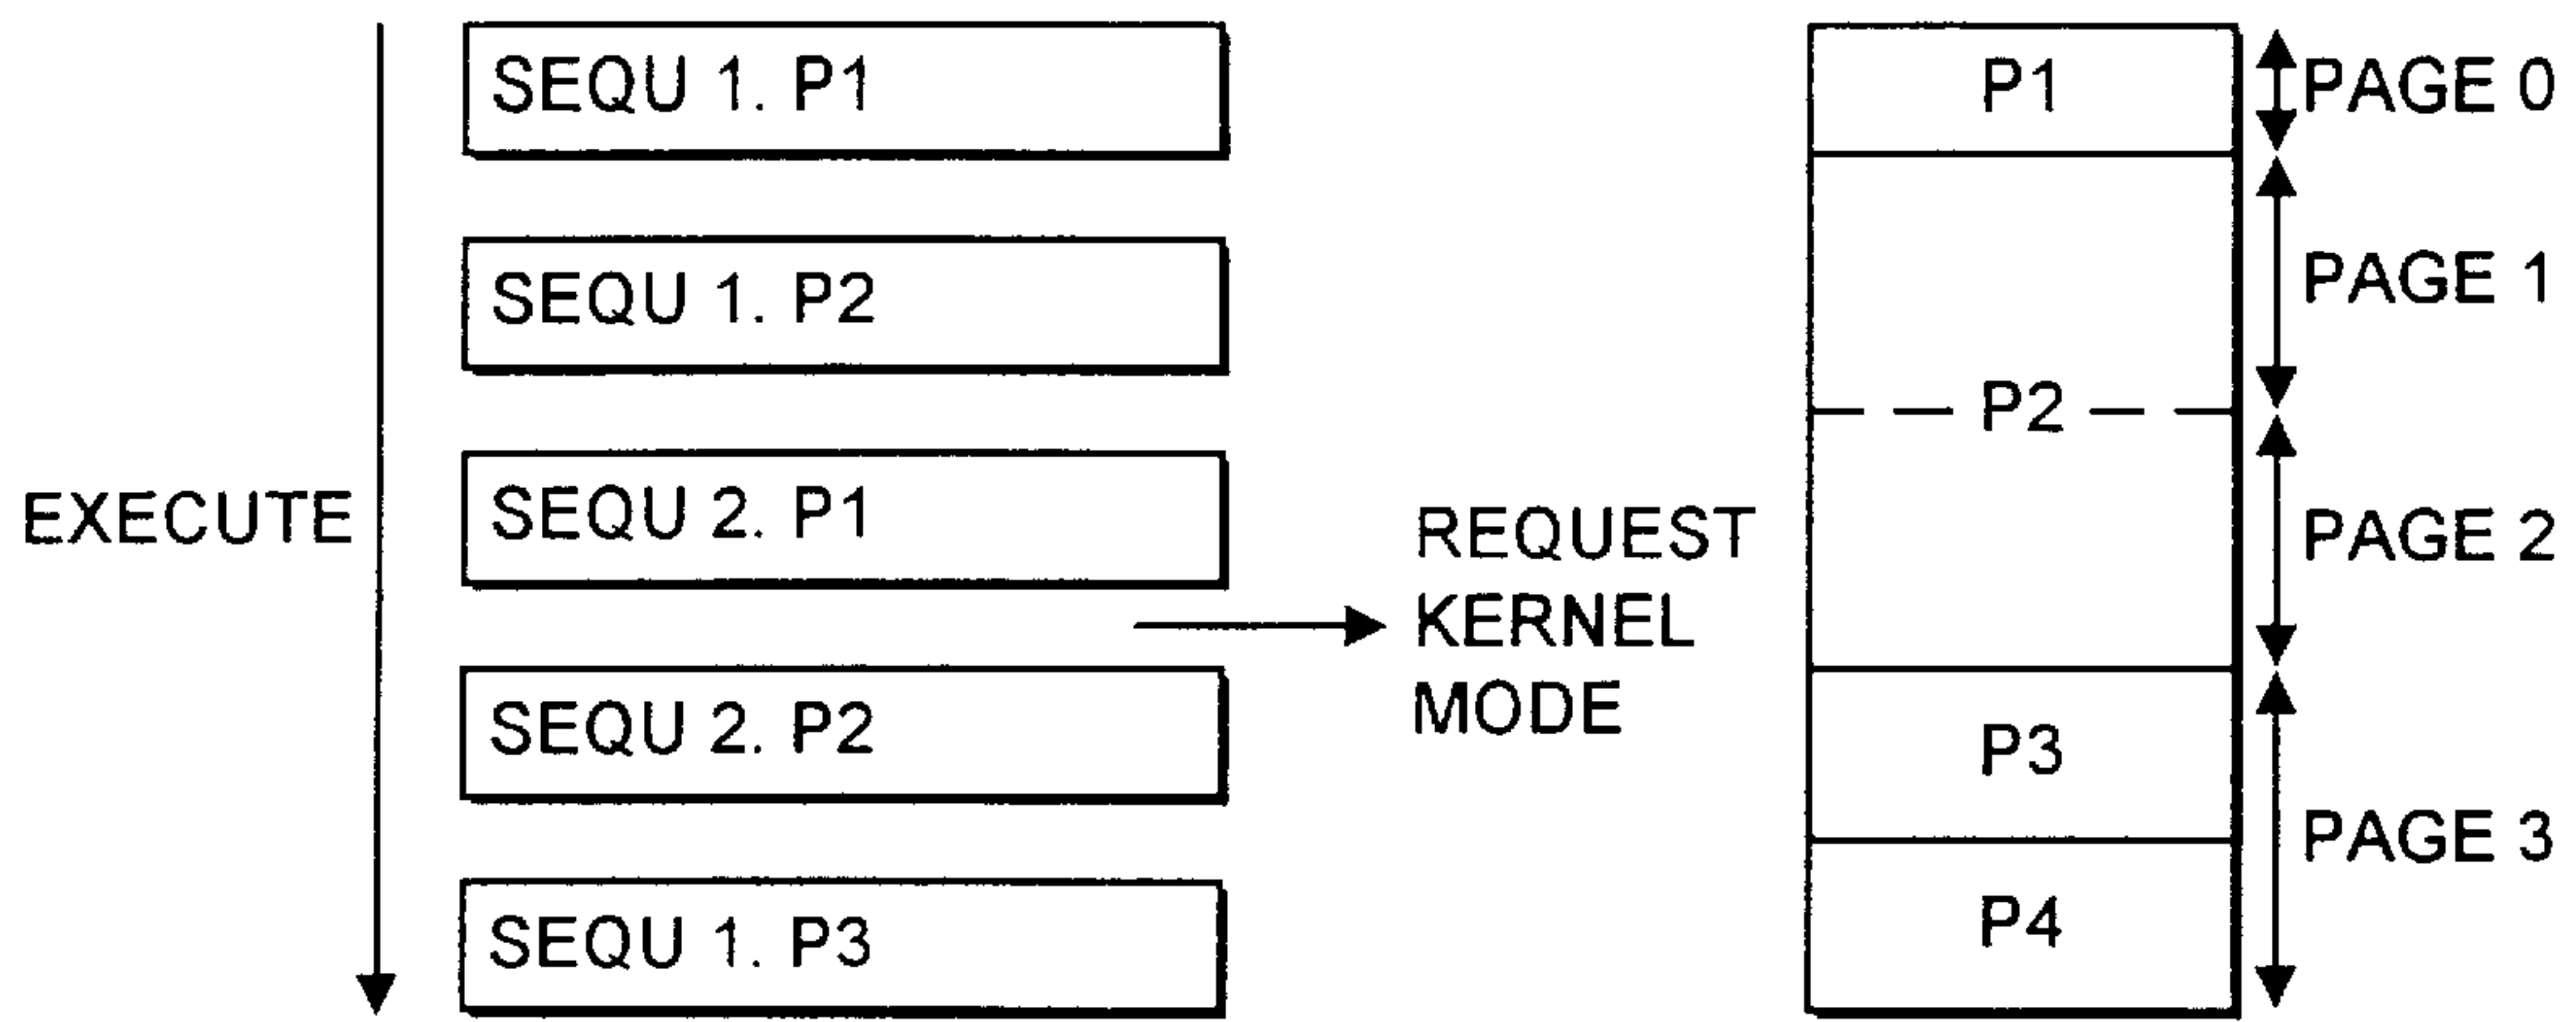 EXECUTE
SEQU 1. P1
SEQU 1. P2
SEQU 2. P1
SEQU 2. P2
SEQU 1. P3
REQUEST
KERNEL
MODE
P1
P2
P3
P4
PAGE 0
PAGE 1
PAGE 2
PAGE 3